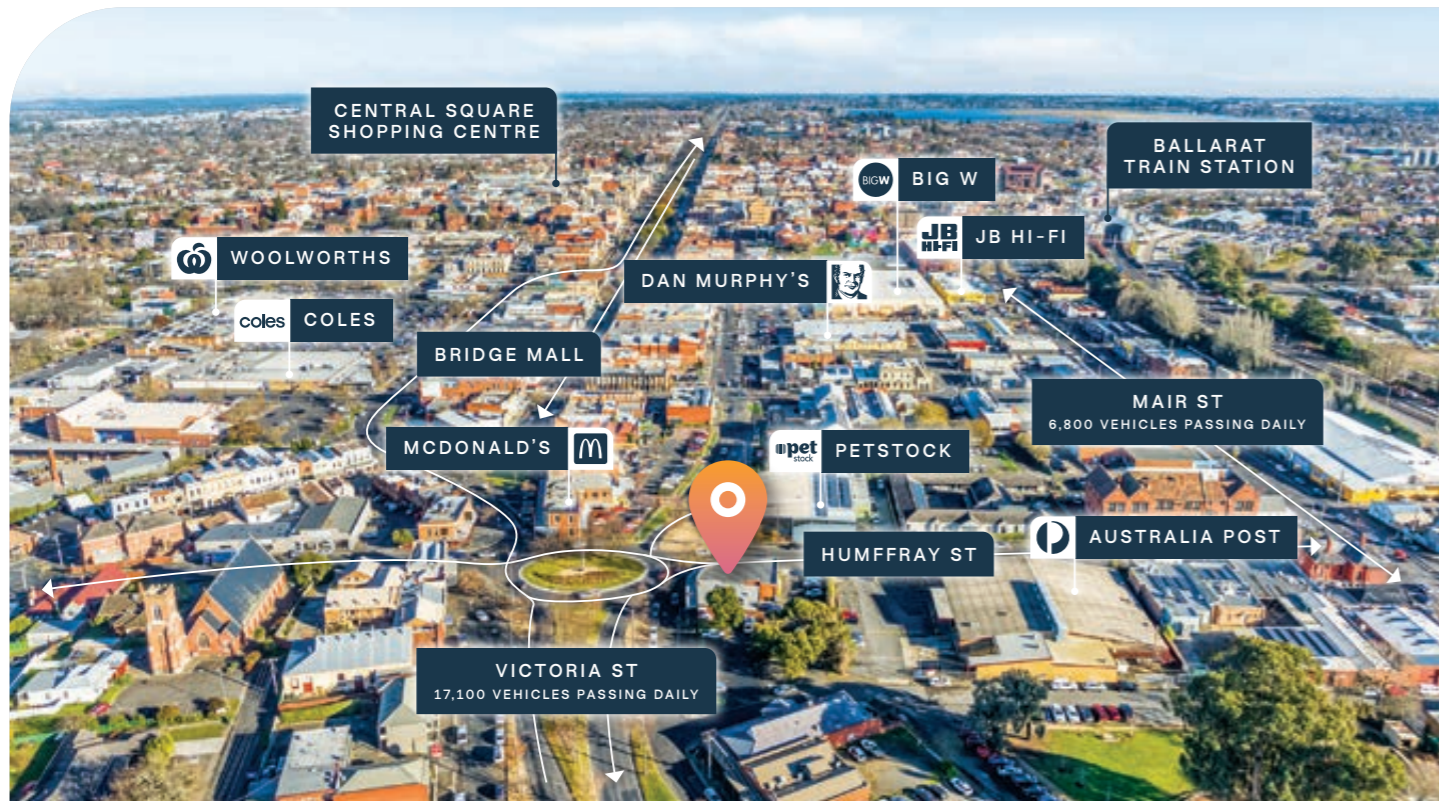 CENTRAL SQUARE
SHOPPING CENTRE
BALLARAT
TRAIN STATION
BIGW
BIG W
JB
HI-FI
JB HI-FI
WOOLWORTHS
DAN MURPHY'S
coles
COLES
BRIDGE MALL
MAIR ST
6,800 VEHICLES PASSING DAILY
MCDONALD'S
pet
stock
PETSTOCK
AUSTRALIA POST
HUMFFRAY ST
VICTORIA ST
17,100 VEHICLES PASSING DAILY